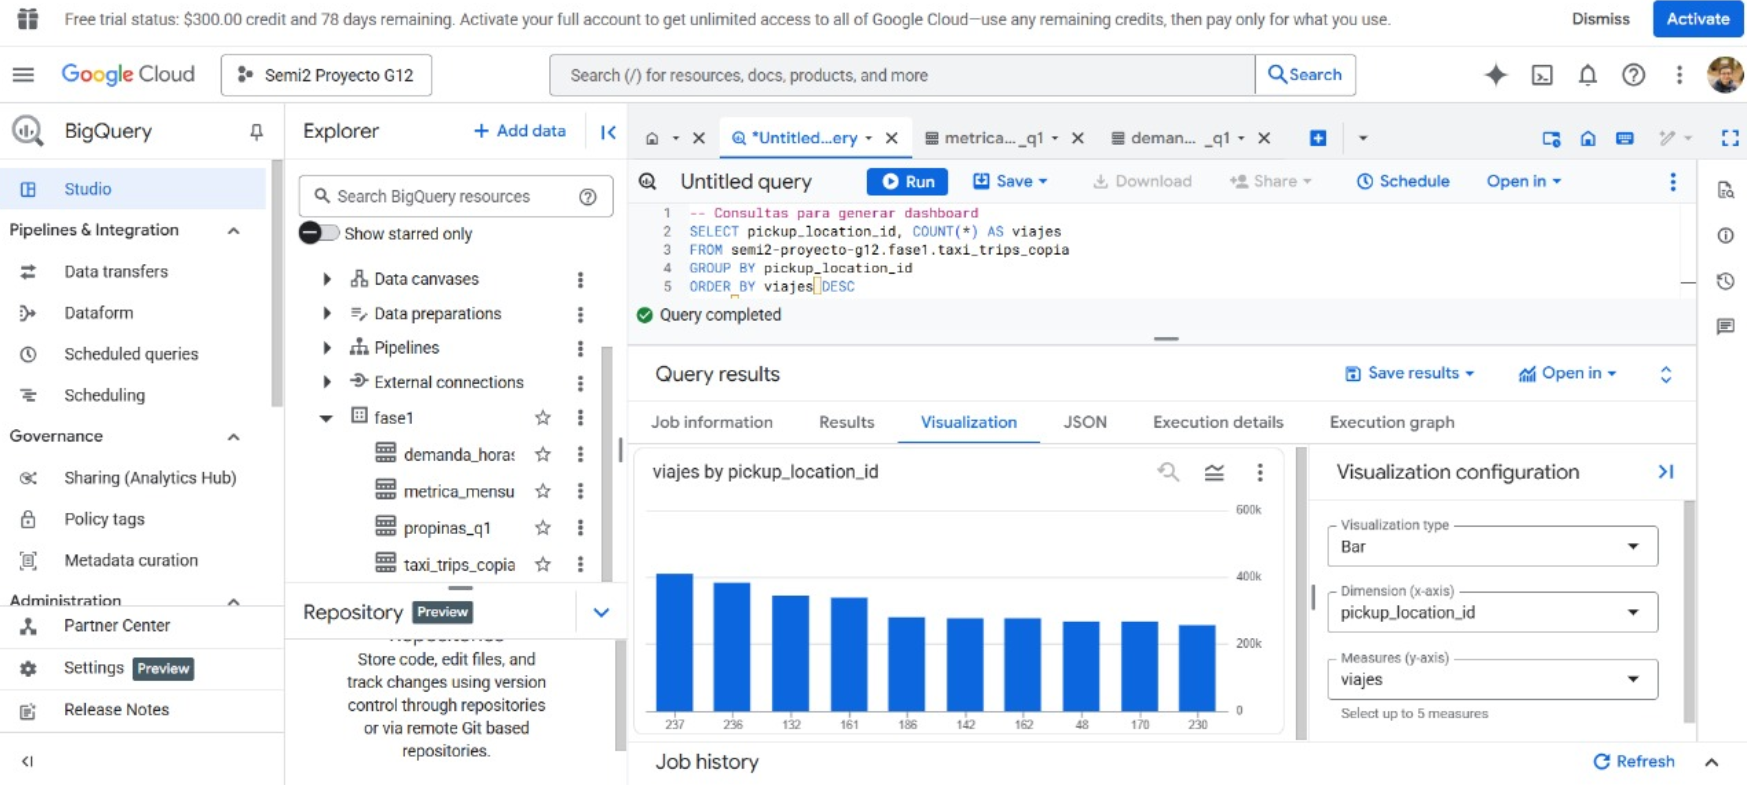 Free trial status: $300.00 credit and 78 days remaining. Activate your full account to get unlimited access to all of Google Cloud—use any remaining credits, then pay only for what you use.
Dismiss
Activate
Google Cloud
Semi2 Proyecto G12
Search (/) for resources, docs, products, and more
Search
BigQuery
Studio
Pipelines & Integration
Data transfers
Dataform
Scheduled queries
Scheduling
Governance
Sharing (Analytics Hub)
Policy tags
Metadata curation
Administration
Partner Center
Settings Preview
Release Notes
Explorer
+ Add data
Search BigQuery resources
Show starred only
Data canvases
Data preparations
Pipelines
External connections
fase1
demanda_horas
metrica_mensu
propinas_q1
taxi_trips_copia
Repository Preview
Repositories
Store code, edit files, and
track changes using version
control through repositories
or via remote Git based
repositories.
*Untitled...ery
metrica... _q1
deman... _q1
Untitled query
Run
Save
Download
Share
Schedule
Open in
1 -- Consultas para generar dashboard
2 SELECT pickup_location_id, COUNT(*) AS viajes
3 FROM semi2-proyecto-g12.fase1.taxi_trips_copia
4 GROUP BY pickup_location_id
5 ORDER BY viajes DESC
Query completed
Query results
Save results
Open in
Job information
Results
Visualization
JSON
Execution details
Execution graph
viajes by pickup_location_id
600k
400k
200k
0
237 236 132 161 186 142 162 48 170 230
Visualization configuration
Visualization type
Bar
Dimension (x-axis)
pickup_location_id
Measures (y-axis)
viajes
Select up to 5 measures
Job history
Refresh